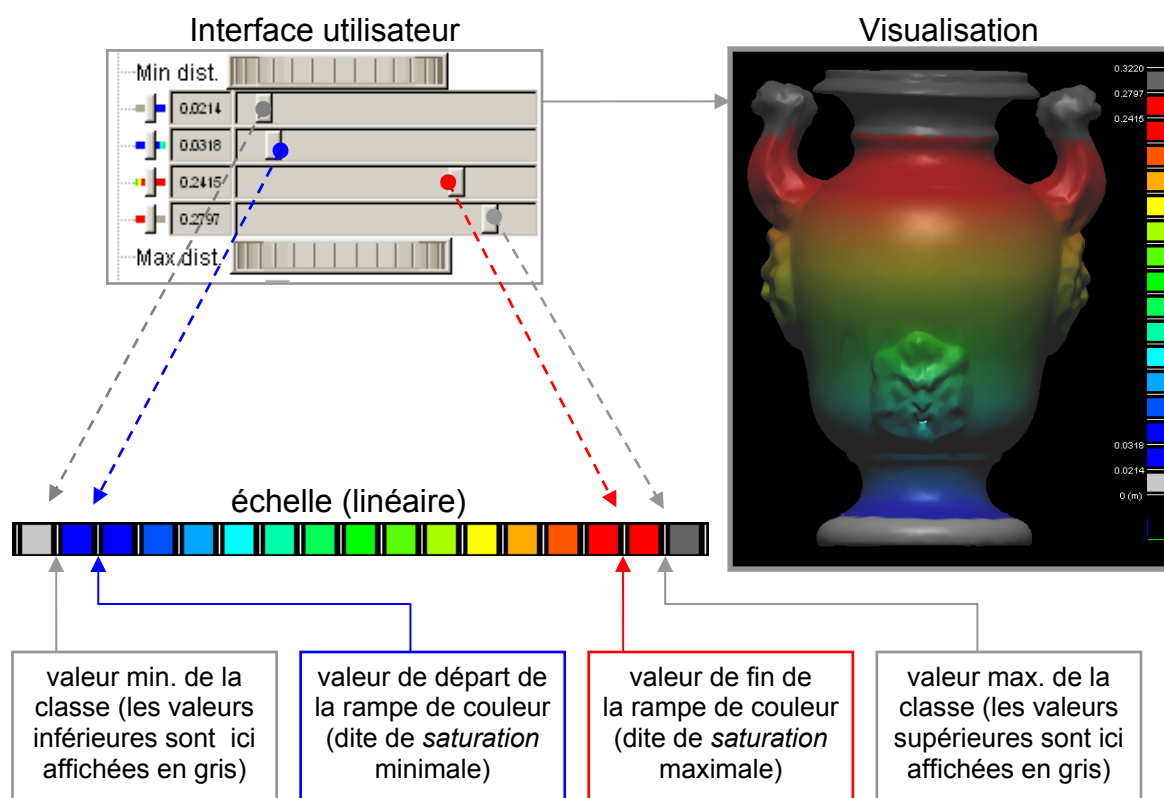 Interface utilisateur
Visualisation
Min dist.
0.0214
0.0318
0.2415
0.2797
Max dist.
0.3220
0.2797
0.2415
0.0318
0.0214
0 (m)
échelle (linéaire)
valeur min. de la
classe (les valeurs
inférieures sont ici
affichées en gris)
valeur de départ de
la rampe de couleur
(dite de saturation
minimale)
valeur de fin de
la rampe de couleur
(dite de saturation
maximale)
valeur max. de la
classe (les valeurs
supérieures sont ici
affichées en gris)